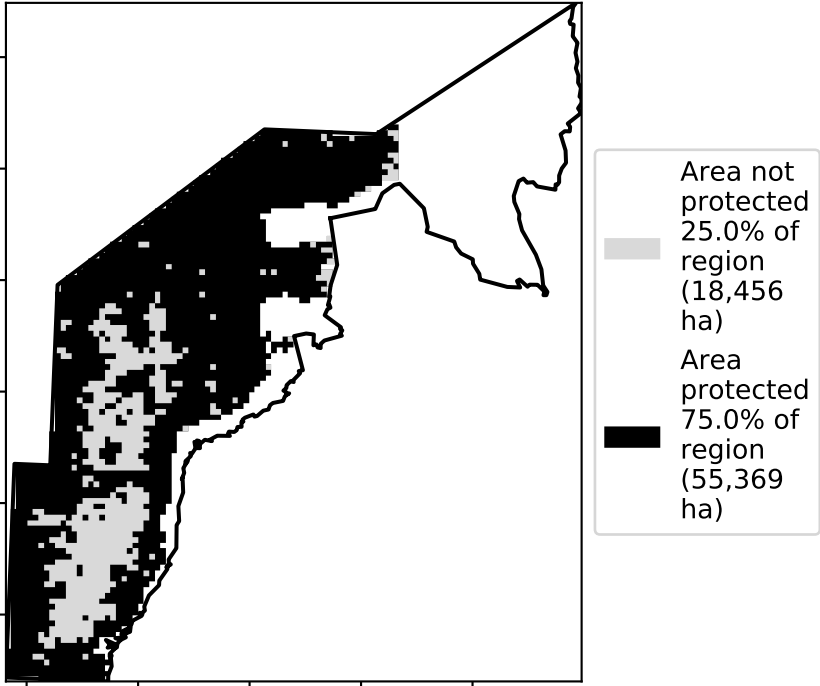 Area not
protected
25.0% of
region
(18,456
ha)
Area
protected
75.0% of
region
(55,369
ha)